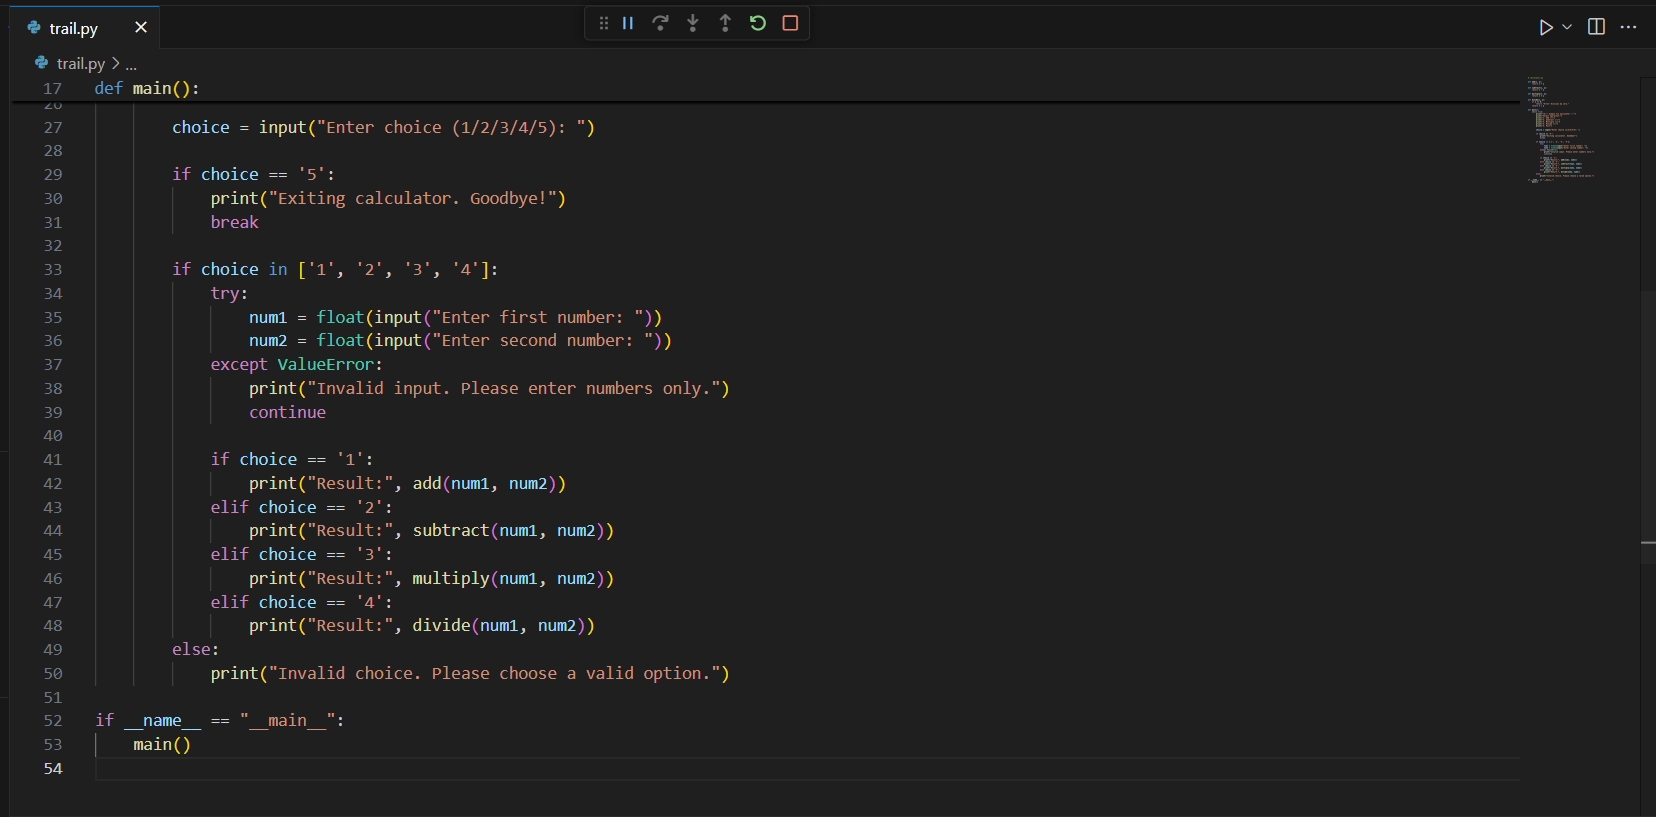 trail.py
trail.py > ...
17 def main():
26
27 choice = input("Enter choice (1/2/3/4/5): ")
28
29 if choice == '5':
30 print("Exiting calculator. Goodbye!")
31 break
32
33 if choice in ['1', '2', '3', '4']:
34 try:
35 num1 = float(input("Enter first number: "))
36 num2 = float(input("Enter second number: "))
37 except ValueError:
38 print("Invalid input. Please enter numbers only.")
39 continue
40
41 if choice == '1':
42 print("Result:", add(num1, num2))
43 elif choice == '2':
44 print("Result:", subtract(num1, num2))
45 elif choice == '3':
46 print("Result:", multiply(num1, num2))
47 elif choice == '4':
48 print("Result:", divide(num1, num2))
49 else:
50 print("Invalid choice. Please choose a valid option.")
51
52 if __name__ == "__main__":
53 main()
54